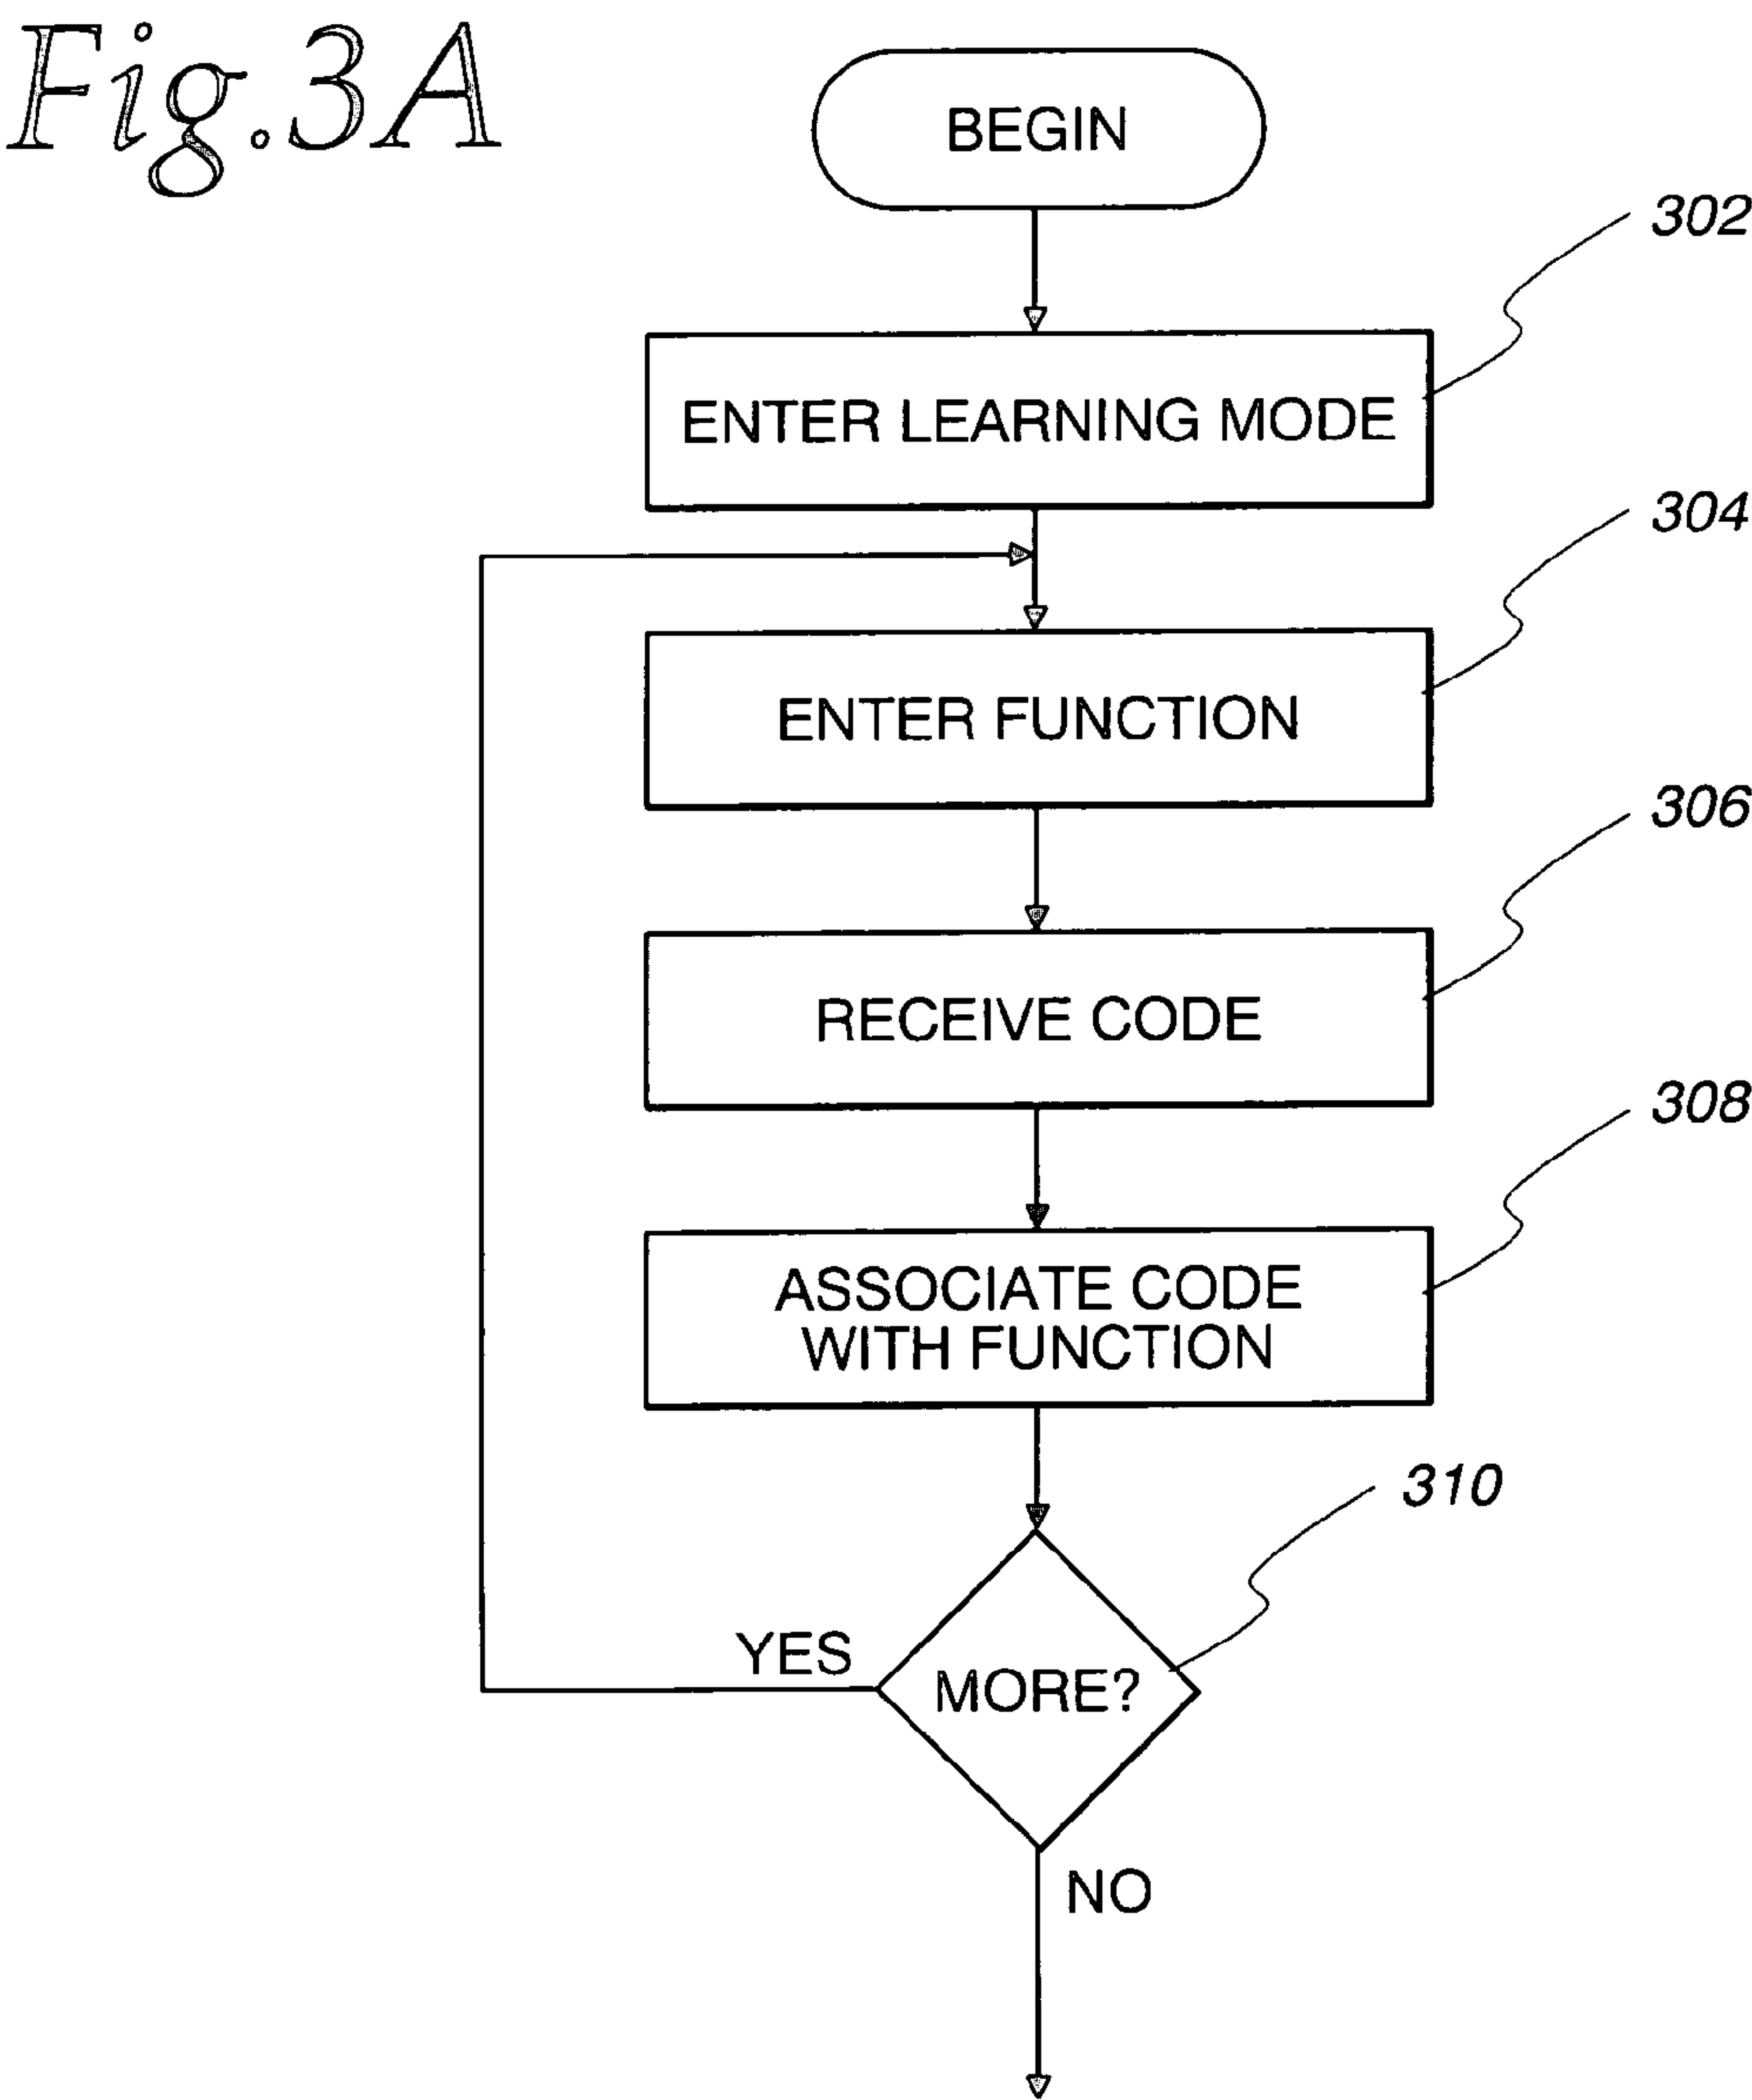 Fig.3A
BEGIN
302
ENTER LEARNING MODE
304
ENTER FUNCTION
306
RECEIVE CODE
308
ASSOCIATE CODE
WITH FUNCTION
310
YES
MORE?
NO